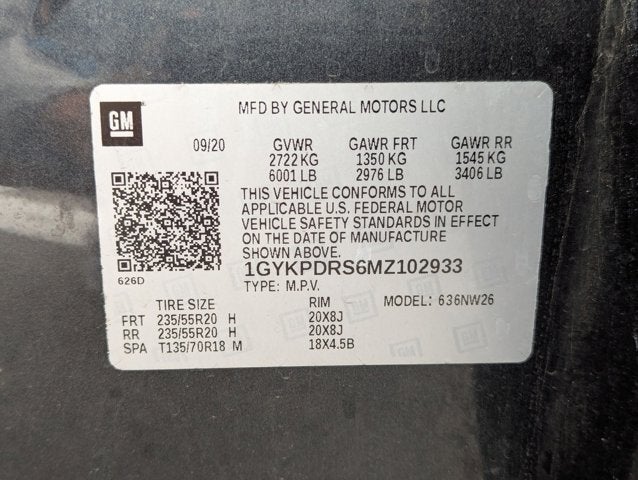 GM
MFD BY GENERAL MOTORS LLC
09/20 GVWR GAWR FRT GAWR RR
2722 KG 1350 KG 1545 KG
6001 LB 2976 LB 3406 LB
THIS VEHICLE CONFORMS TO ALL
APPLICABLE U.S. FEDERAL MOTOR
VEHICLE SAFETY STANDARDS IN EFFECT
ON THE DATE OF MANUFACTURE
SHOWN ABOVE.
626D
1GYKPDRS6MZ102933
TYPE: M.P.V.
TIRE SIZE RIM MODEL: 636NW26
FRT 235/55R20 H 20X8J
RR 235/55R20 H 20X8J
SPA T135/70R18 M 18X4.5B